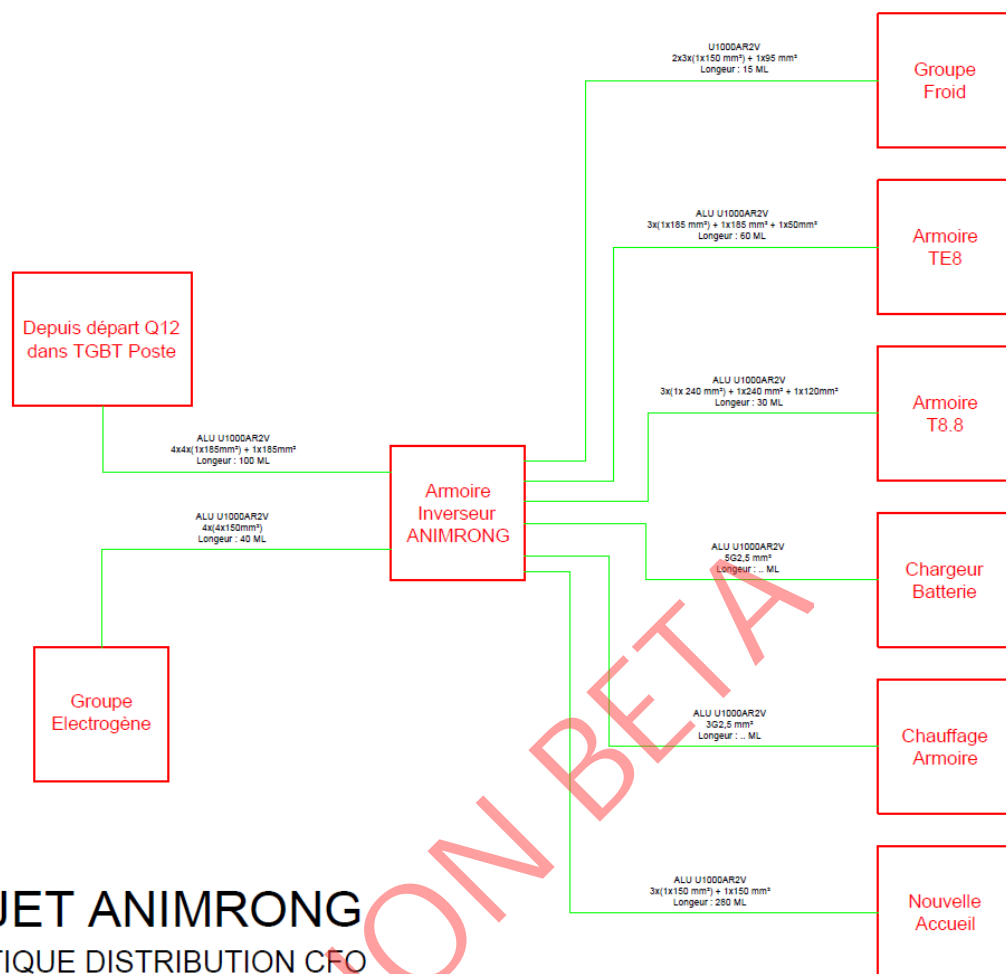 U1000AR2V
2x3x(1x150 mm²) + 1x95 mm²
Longeur : 15 ML
Groupe
Froid
ALU U1000AR2V
3x(1x185 mm²) + 1x185 mm² + 1x50mm²
Longeur : 60 ML
Armoire
TE8
Depuis départ Q12
dans TGBT Poste
ALU U1000AR2V
3x(1x 240 mm²) + 1x240 mm² + 1x120mm²
Longeur : 30 ML
Armoire
T8.8
ALU U1000AR2V
4x4x(1x185mm²) + 1x185mm²
Longeur : 100 ML
Armoire
Inverseur
ANIMRONG
ALU U1000AR2V
4x(4x150mm²)
Longeur : 40 ML
ALU U1000AR2V
5G2,5 mm²
Longeur : .. ML
Chargeur
Batterie
Groupe
Electrogène
ALU U1000AR2V
3G2,5 mm²
Longeur : .. ML
Chauffage
Armoire
ALU U1000AR2V
3x(1x150 mm²) + 1x150 mm²
Longeur : 280 ML
Nouvelle
Accueil
JET ANIMRONG
TIQUE DISTRIBUTION CFO
ION BETA